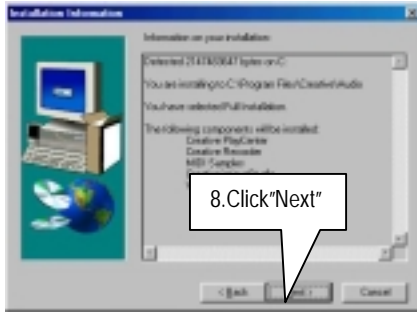 Installation Information
Information on your installation:
Detected 2147469847 bytes on C:
You are installing to C:\Program Files\Creative\Audio
You have selected Full Installation.
The following components will be installed:
Creative PlayCenter
Creative Recorder
MIDI Samples
8.Click"Next"
< Back
Next >
Cancel